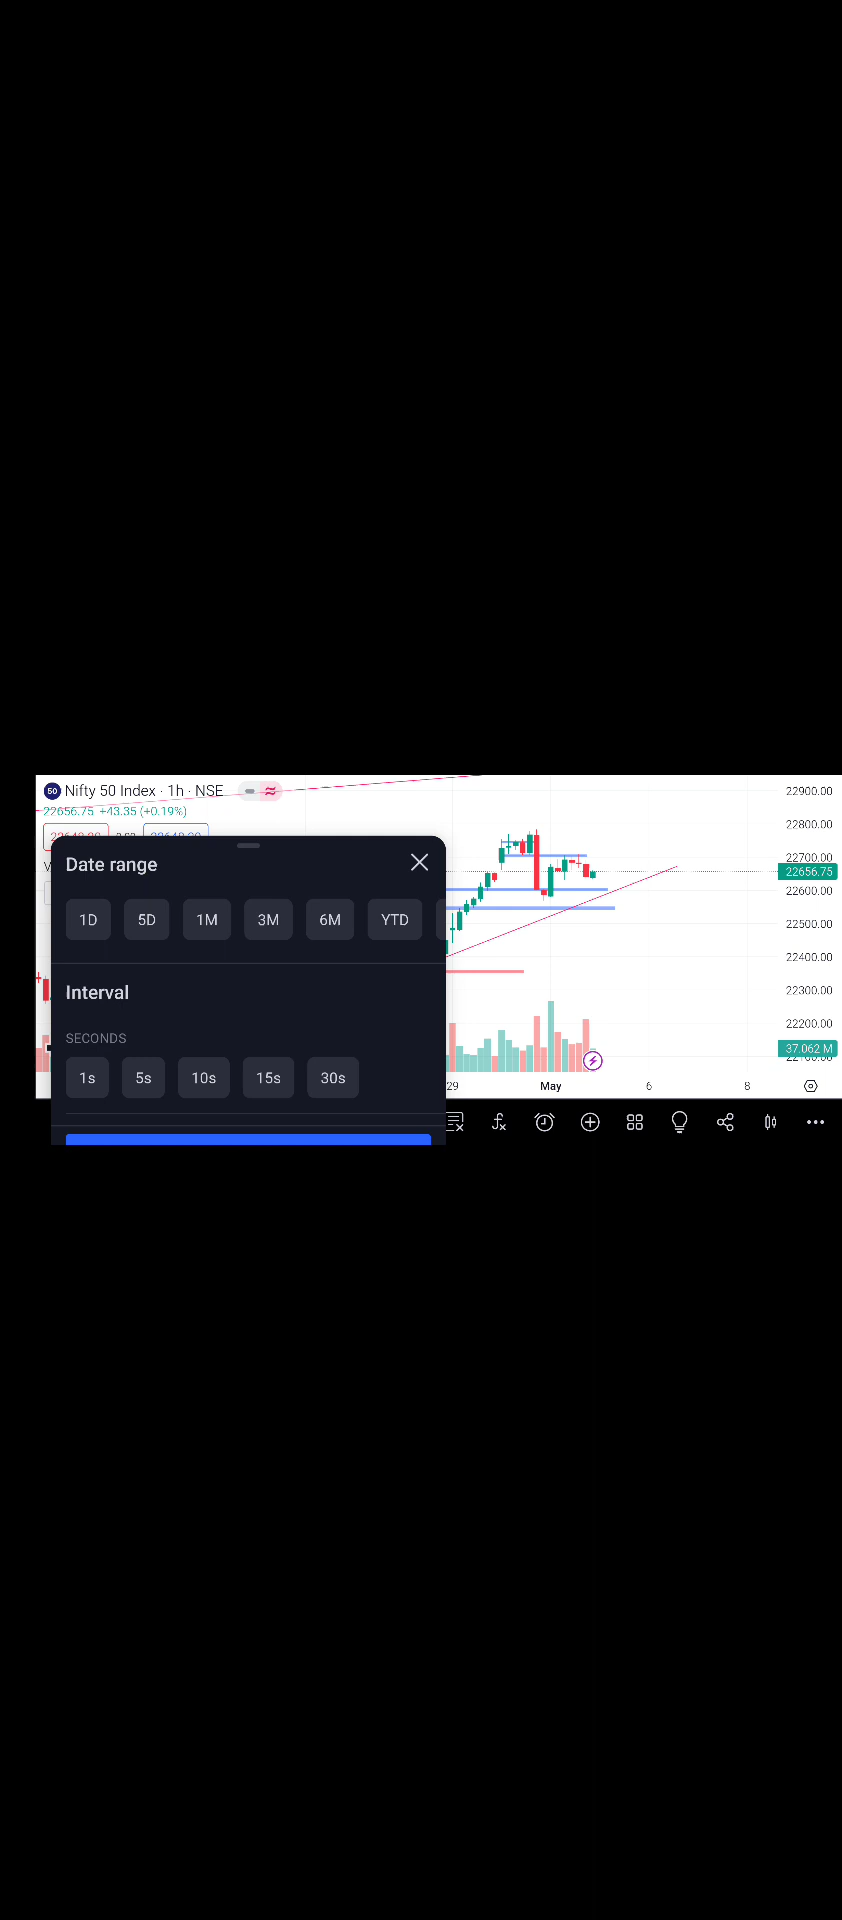 50 Nifty 50 Index · 1h · NSE
22656.75 +43.35 (+0.19%)
Date range
1D 5D 1M 3M 6M YTD
Interval
SECONDS
1s 5s 10s 15s 30s
22900.00
22800.00
22700.00
22656.75
22600.00
22500.00
22400.00
22300.00
22200.00
37.062 M
29 May 6 8